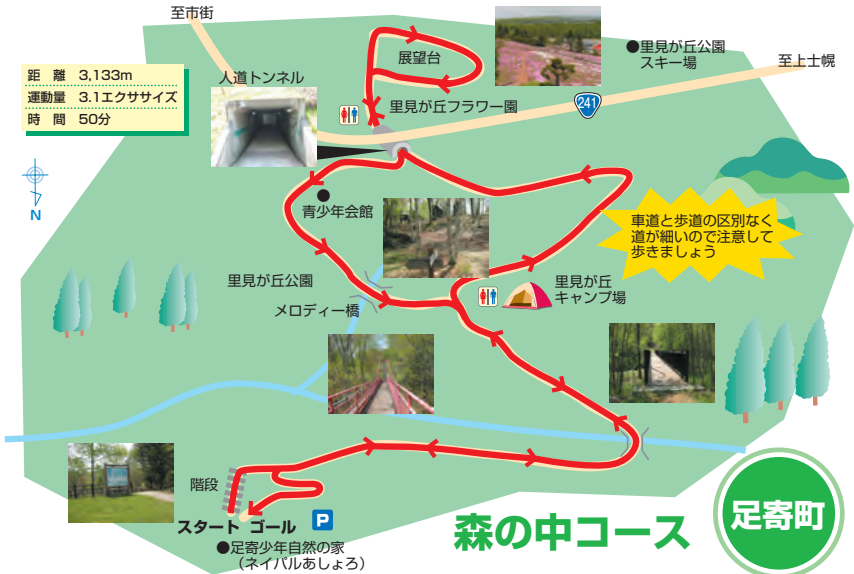 至市街
展望台
●里見が丘公園
スキー場
至上士幌
距　離　3,133m
運動量　3.1エクササイズ
時　間　50分
人道トンネル
里見が丘フラワー園
241
N
青少年会館
車道と歩道の区別なく
道が細いので注意して
歩きましょう
里見が丘公園
メロディー橋
里見が丘
キャンプ場
階段
スタート ゴール
P
●足寄少年自然の家
（ネイパルあしょろ）
森の中コース
足寄町